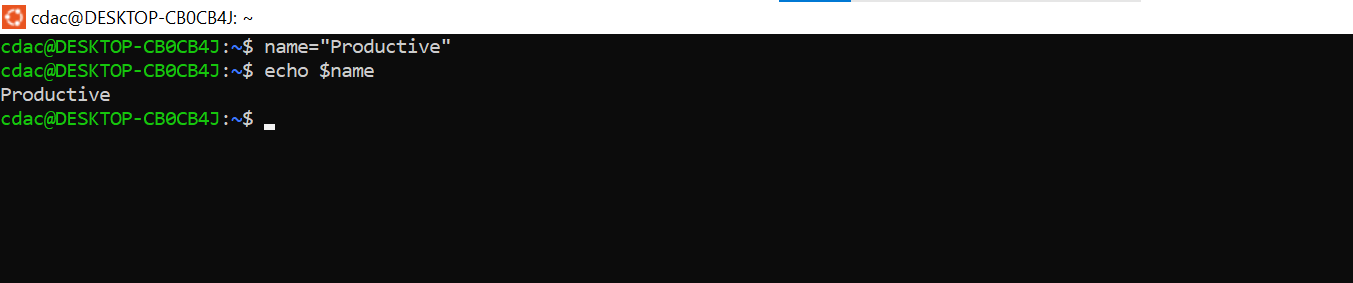 cdac@DESKTOP-CB0CB4J: ~
cdac@DESKTOP-CB0CB4J:~$ name="Productive"
cdac@DESKTOP-CB0CB4J:~$ echo $name
Productive
cdac@DESKTOP-CB0CB4J:~$